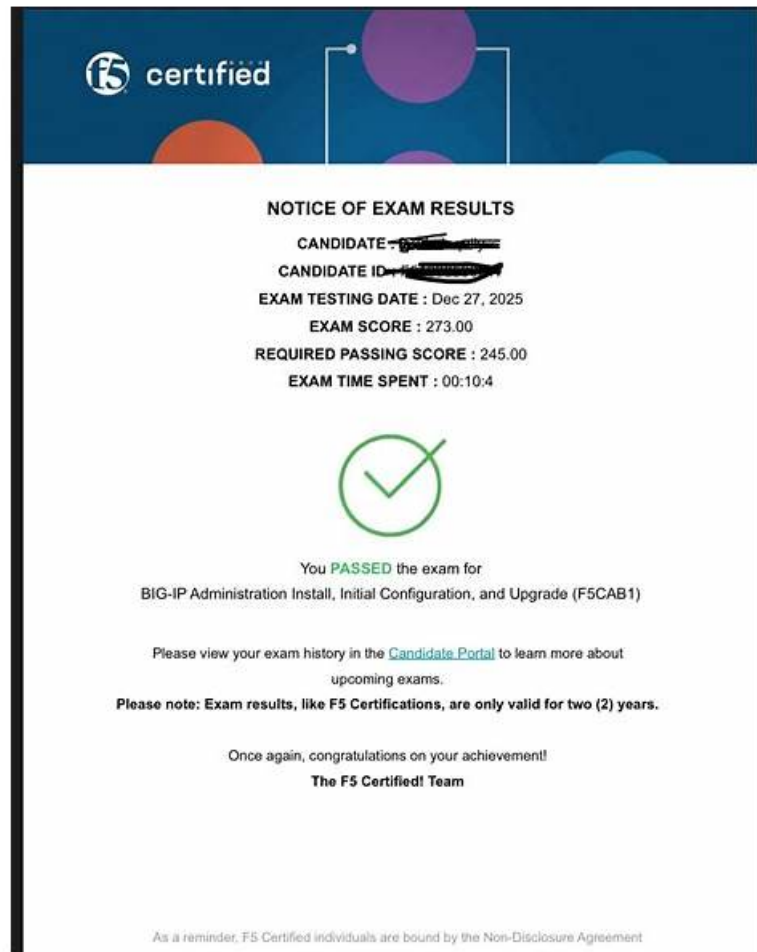 f5 certified
NOTICE OF EXAM RESULTS
CANDIDATE
CANDIDATE ID
EXAM TESTING DATE : Dec 27, 2025
EXAM SCORE : 273.00
REQUIRED PASSING SCORE : 245.00
EXAM TIME SPENT : 00:10:4
You PASSED the exam for
BIG-IP Administration Install, Initial Configuration, and Upgrade (F5CAB1)
Please view your exam history in the Candidate Portal to learn more about
upcoming exams.
Please note: Exam results, like F5 Certifications, are only valid for two (2) years.
Once again, congratulations on your achievement!
The F5 Certified! Team
As a reminder, F5 Certified individuals are bound by the Non-Disclosure Agreement